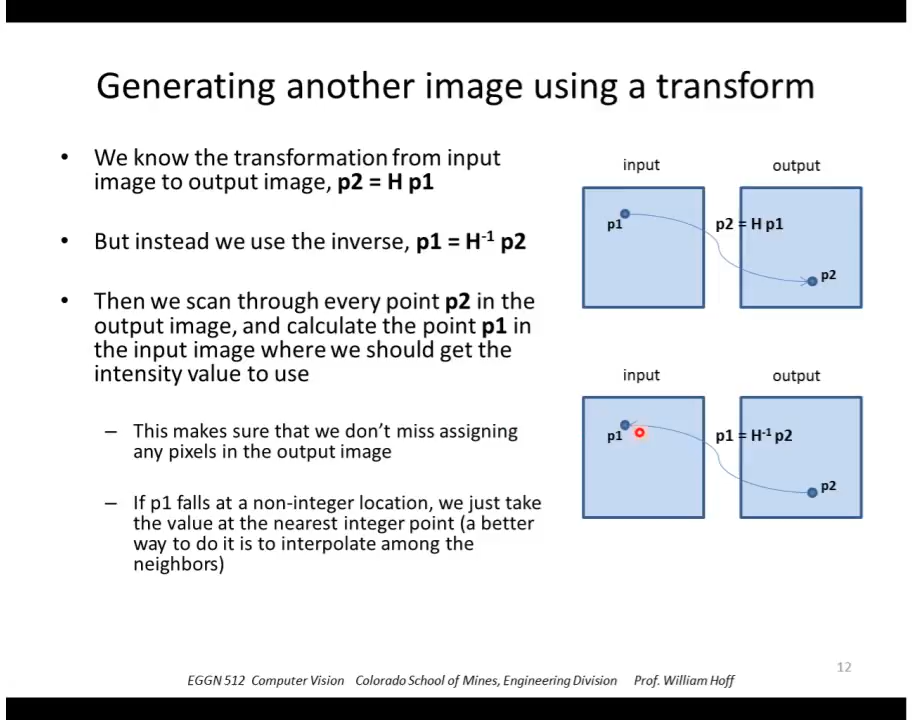 Generating another image using a transform
• We know the transformation from input
image to output image, p2 = H p1
• But instead we use the inverse, p1 = H⁻¹ p2
• Then we scan through every point p2 in the
output image, and calculate the point p1 in
the input image where we should get the
intensity value to use
– This makes sure that we don’t miss assigning
any pixels in the output image
– If p1 falls at a non-integer location, we just take
the value at the nearest integer point (a better
way to do it is to interpolate among the
neighbors)
input output
p1 p2 = H p1
p2
input output
p1 p1 = H⁻¹ p2
p2
12
EGGN 512 Computer Vision Colorado School of Mines, Engineering Division Prof. William Hoff